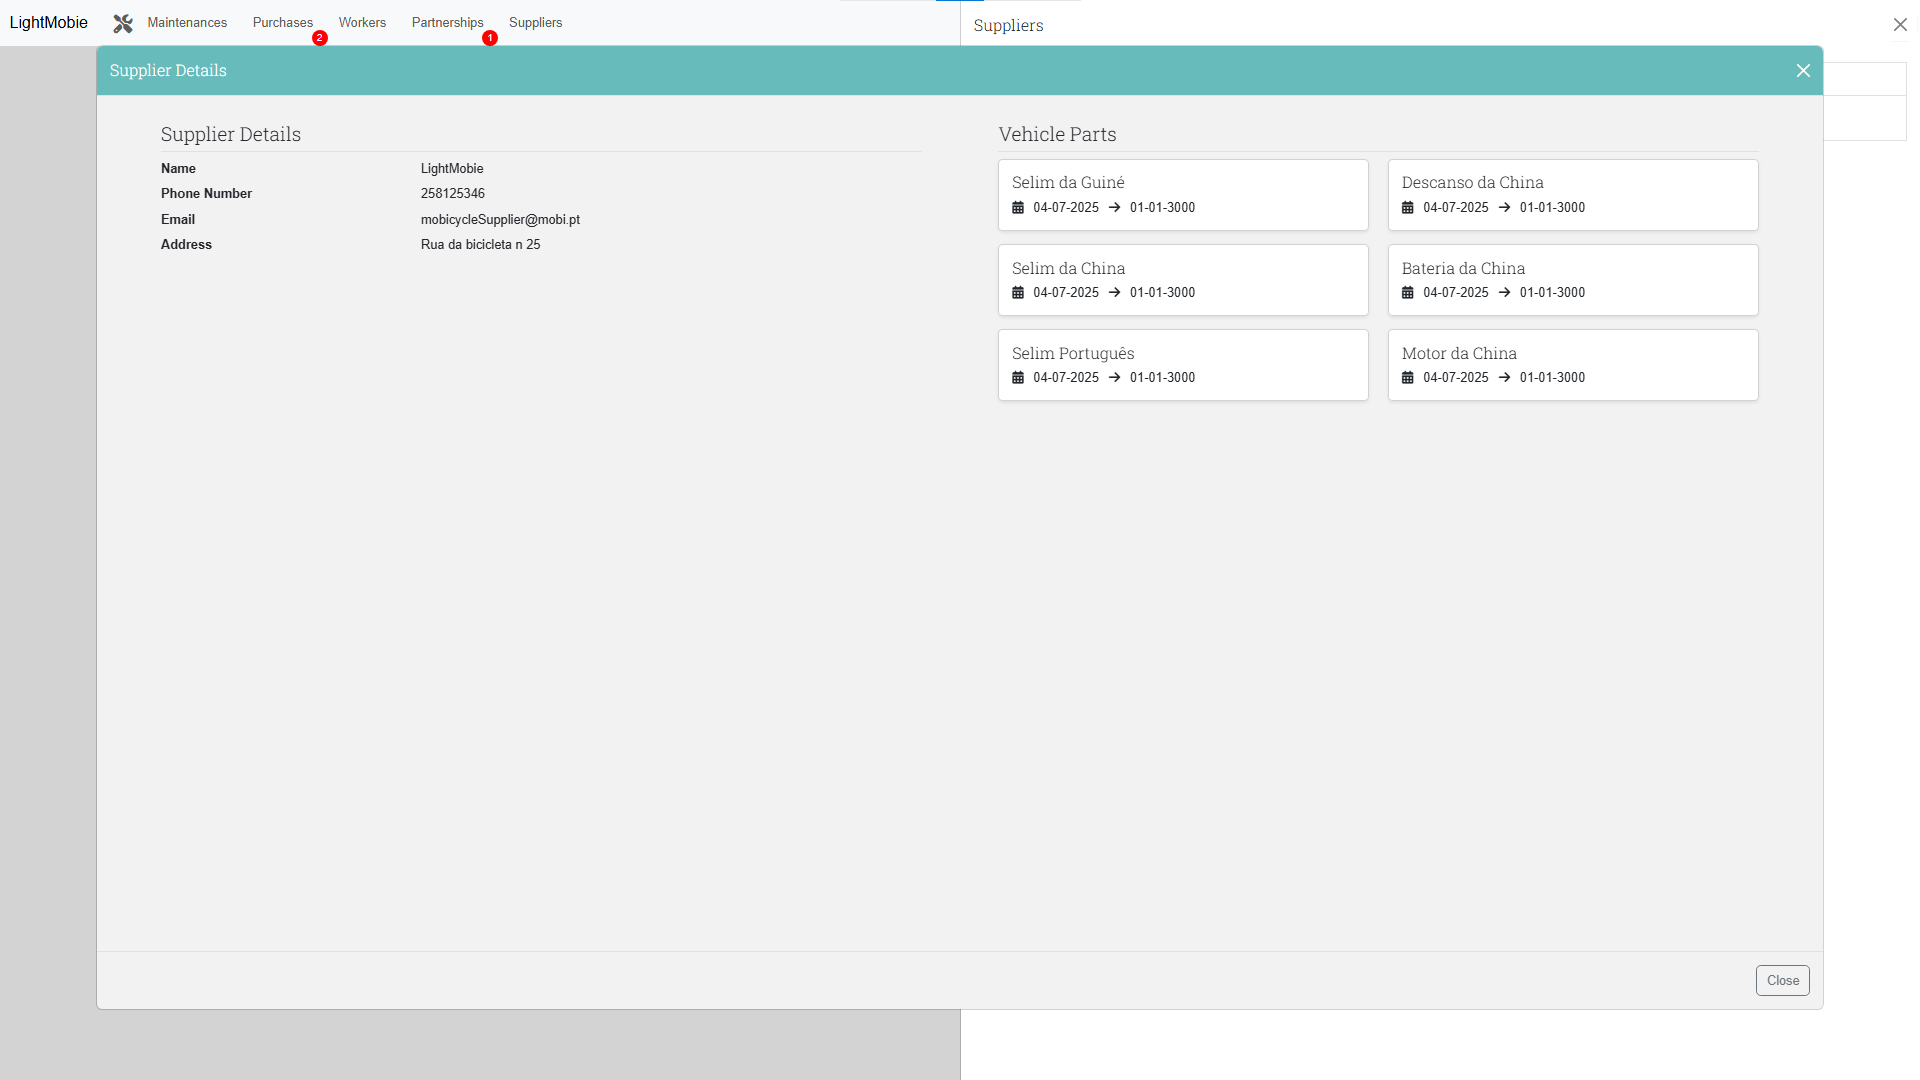 LightMobie Maintenances Purchases 2 Workers Partnerships 1 Suppliers
Suppliers
Supplier Details
Supplier Details
Name LightMobie
Phone Number 258125346
Email mobicycleSupplier@mobi.pt
Address Rua da bicicleta n 25
Vehicle Parts
Selim da Guiné
04-07-2025 → 01-01-3000
Descanso da China
04-07-2025 → 01-01-3000
Selim da China
04-07-2025 → 01-01-3000
Bateria da China
04-07-2025 → 01-01-3000
Selim Português
04-07-2025 → 01-01-3000
Motor da China
04-07-2025 → 01-01-3000
Close